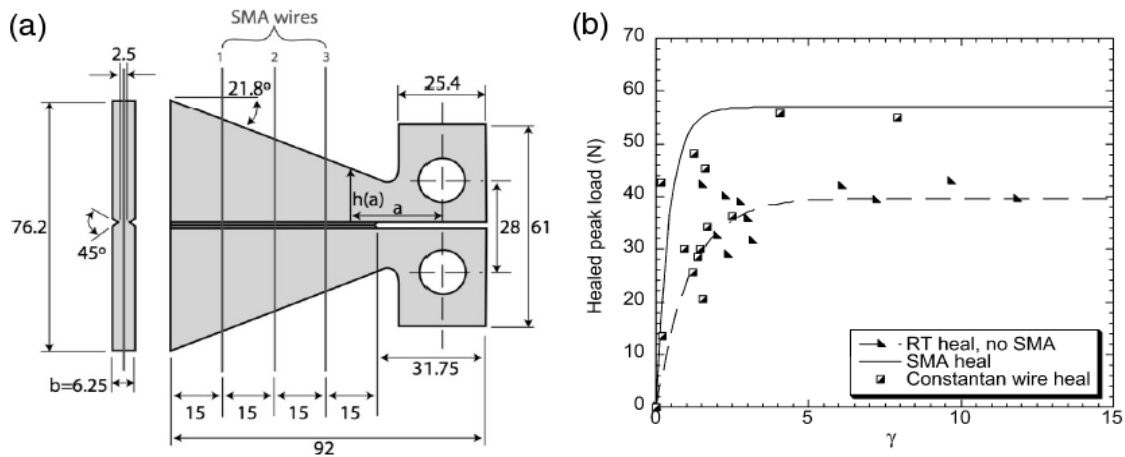 (a)
SMA wires
1 2 3
2.5
21.8º
25.4
h(a)
a
76.2
28
61
45º
b=6.25
31.75
15 15 15 15
92
(b)
70
60
50
40
30
20
10
0
Healed peak load (N)
RT heal, no SMA
SMA heal
Constantan wire heal
0 5 10 15
γ